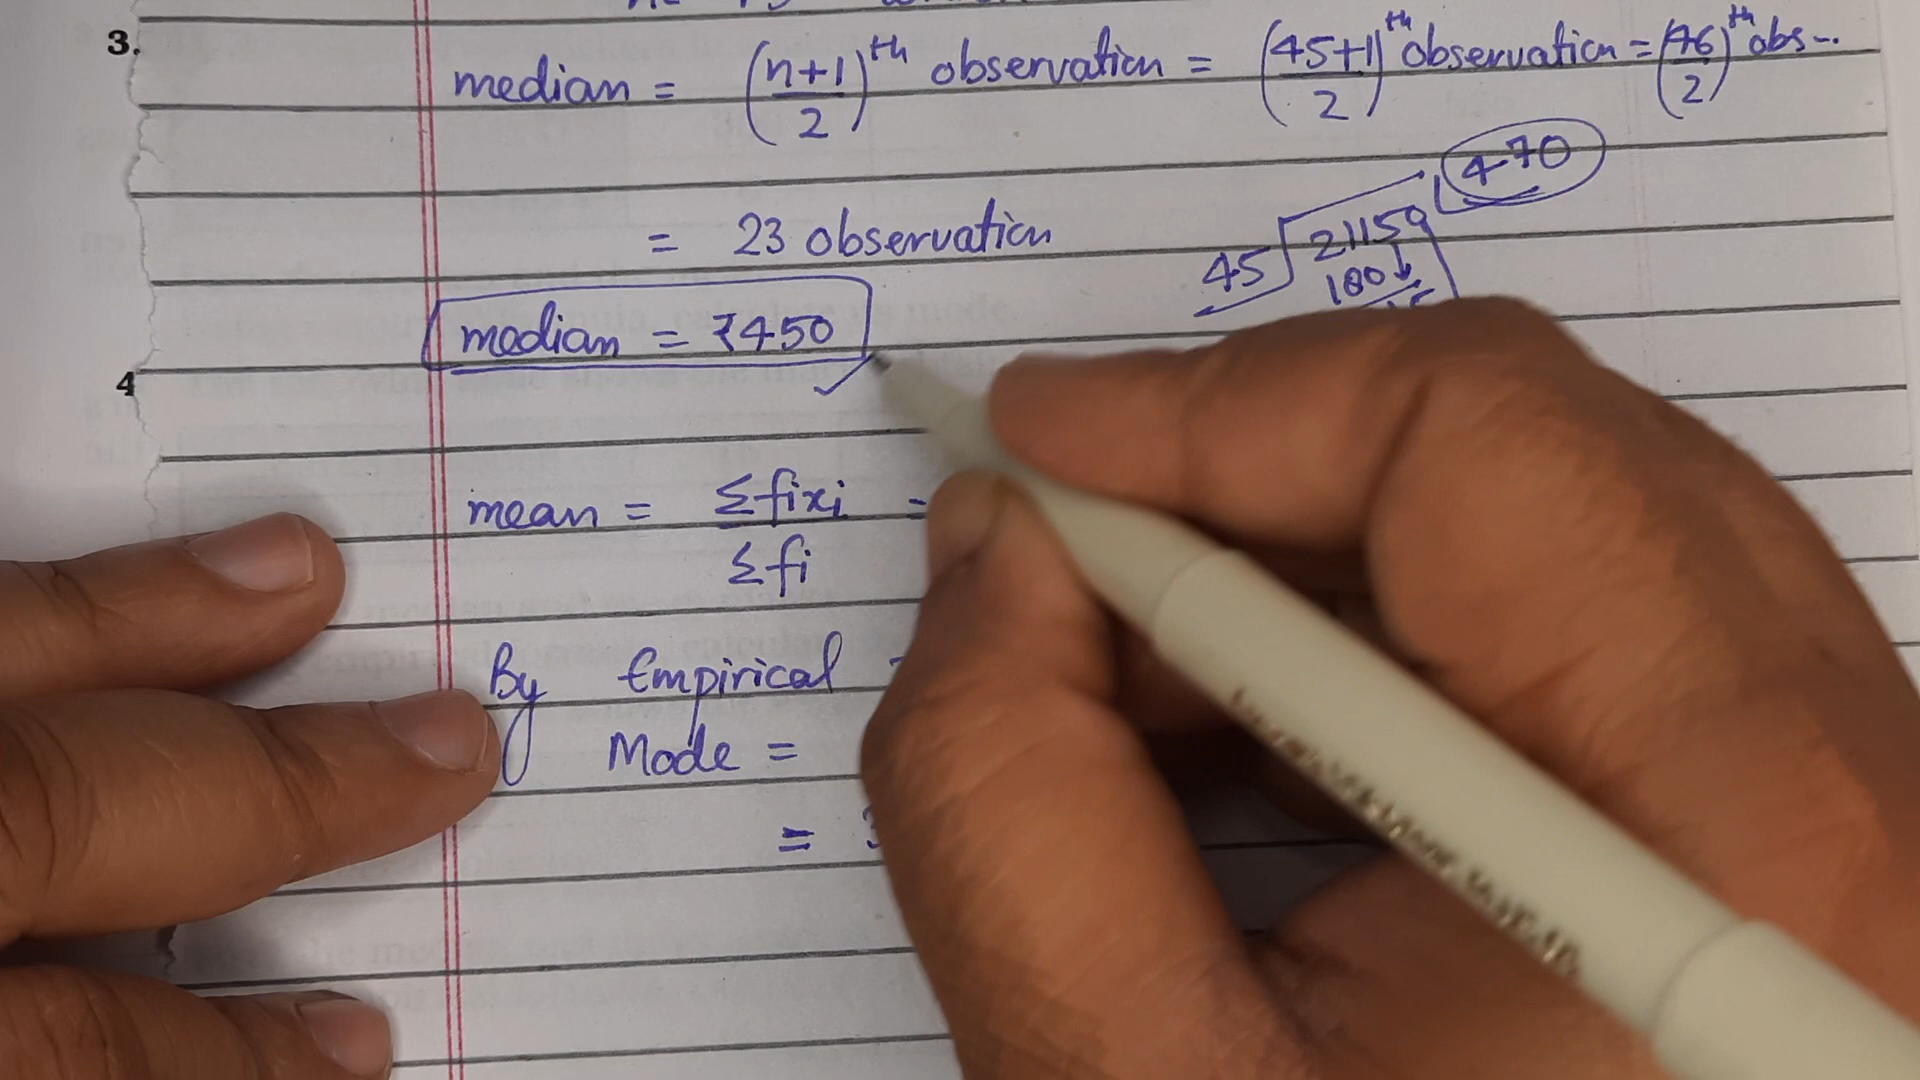 3.
median = (n+1/2)th observation = (45+1/2)th observation = (46/2)th obs-..
= 23 observation
470
45 21150
180
median = ₹450
4
mean = Σfixi =
Σfi
By Empirical
Mode =
=